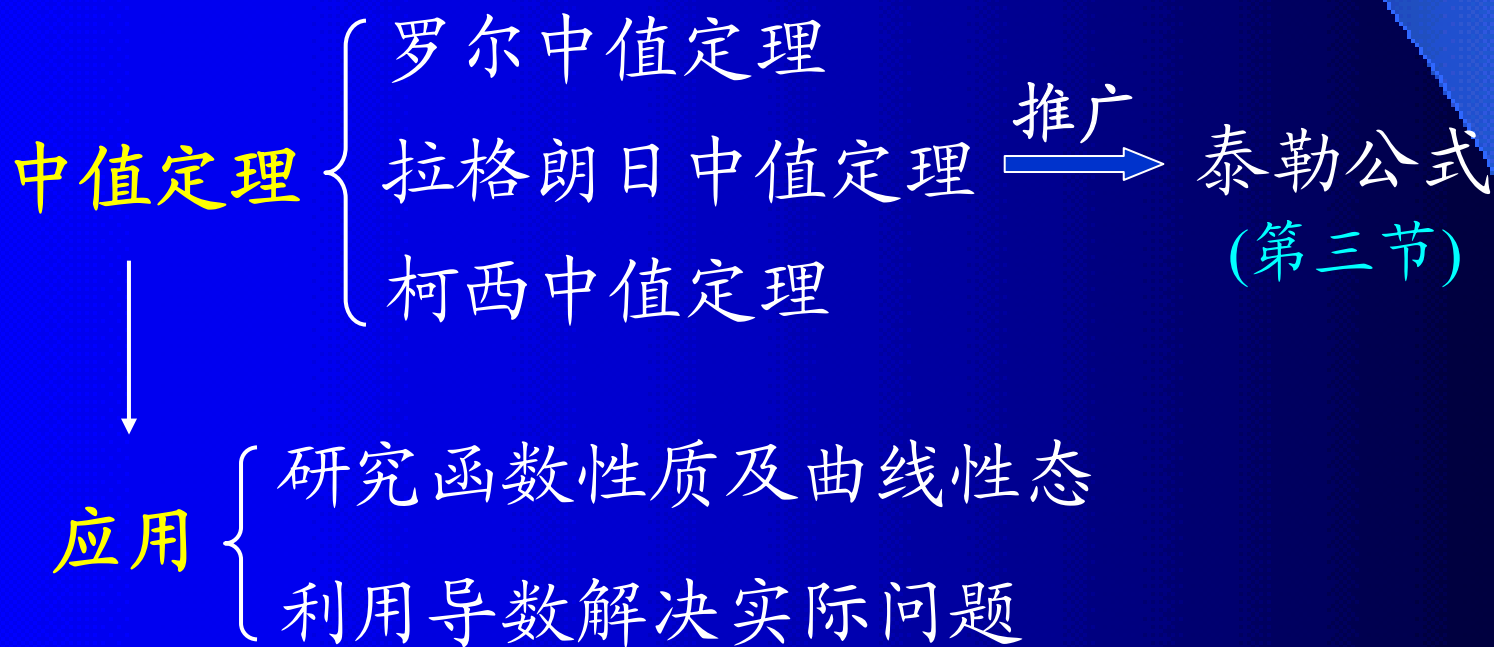 罗尔中值定理
中值定理
拉格朗日中值定理
推广
泰勒公式
(第三节)
柯西中值定理
应用
研究函数性质及曲线性态
利用导数解决实际问题